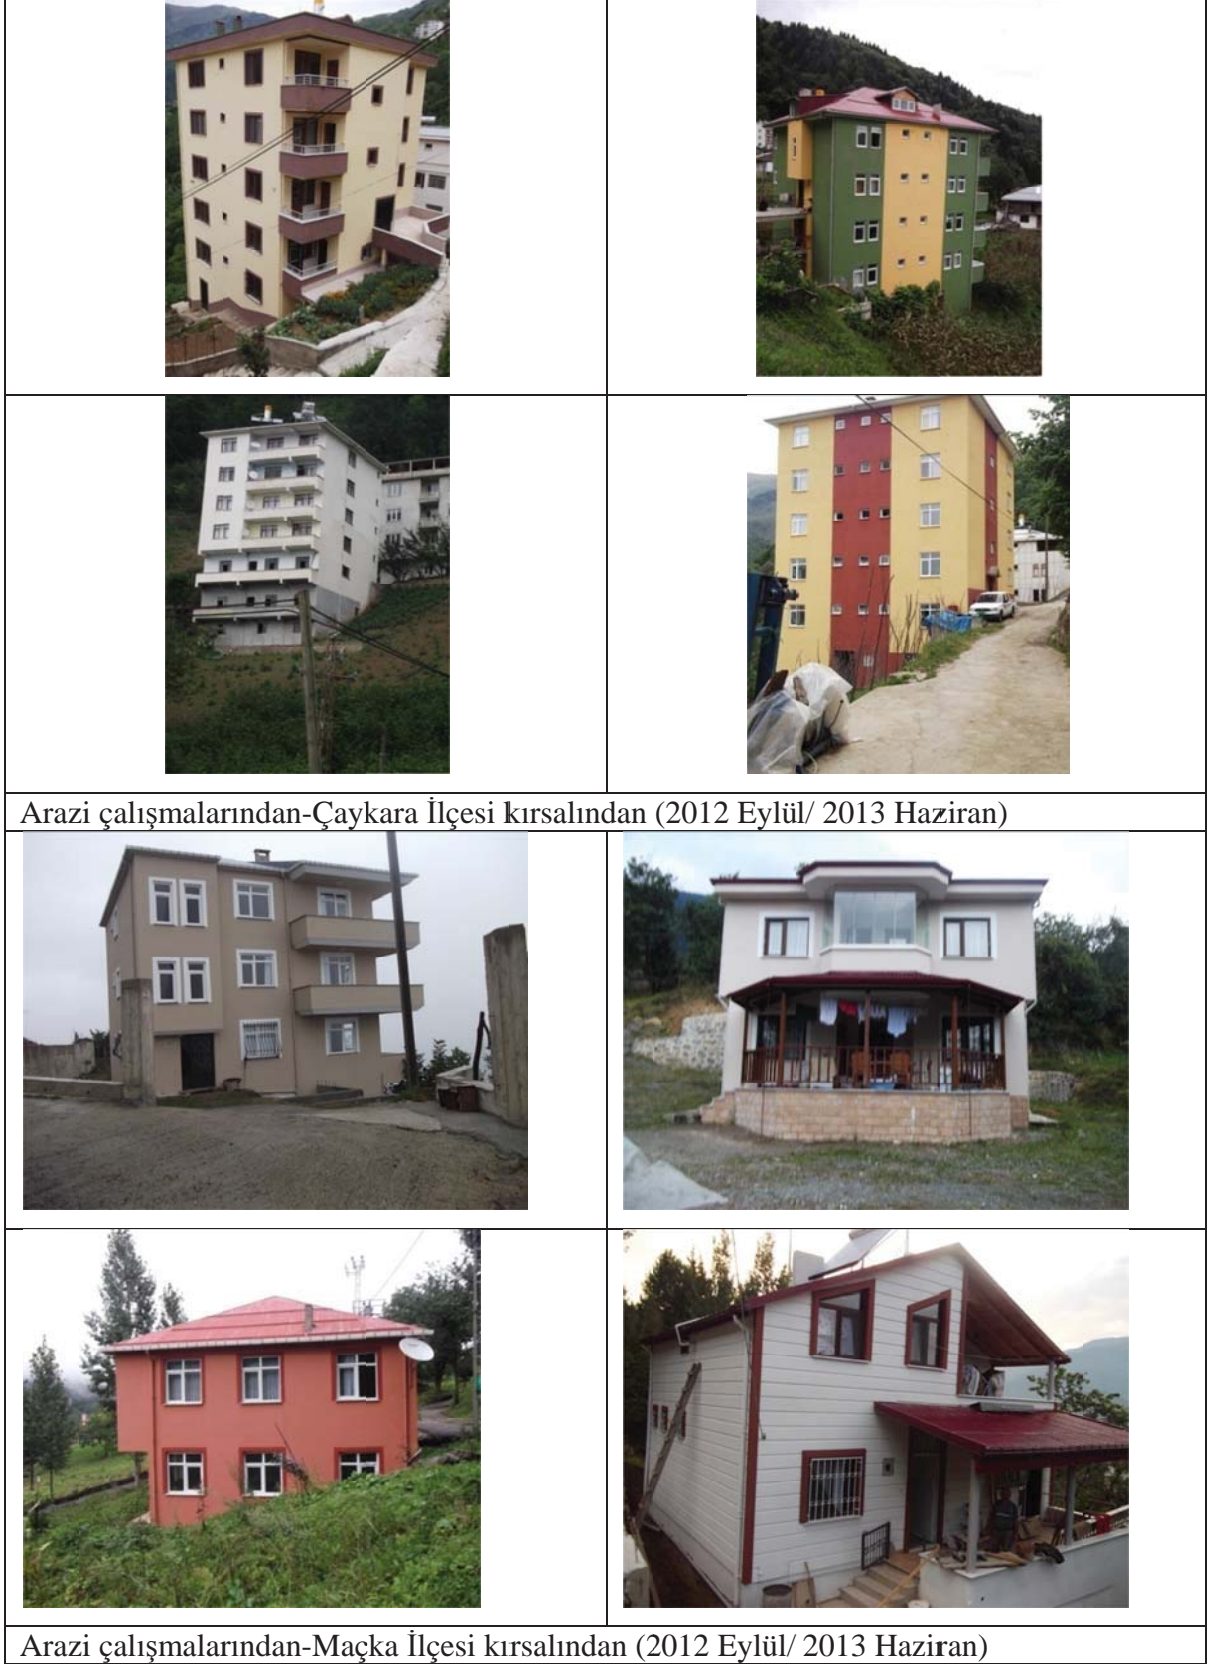 Arazi çalışmalarından-Çaykara İlçesi kırsalından (2012 Eylül/ 2013 Haziran)
Arazi çalışmalarından-Maçka İlçesi kırsalından (2012 Eylül/ 2013 Haziran)